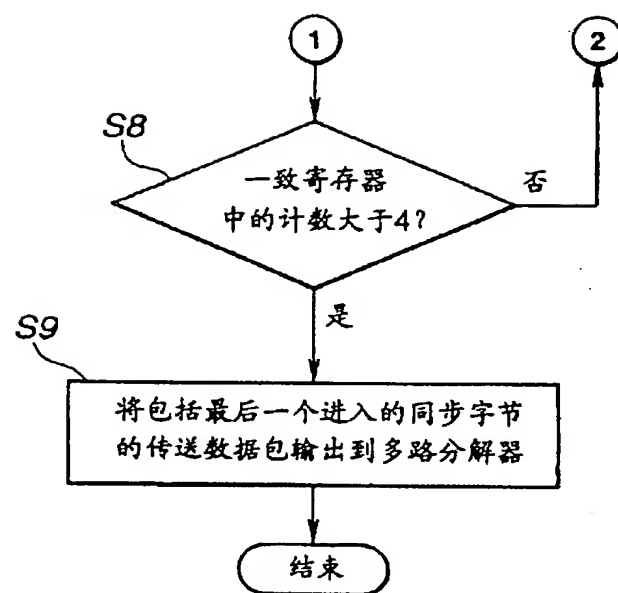 1
2
S8
一致寄存器
中的计数大于4?
否
是
S9
将包括最后一个进入的同步字节
的传送数据包输出到多路分解器
结束